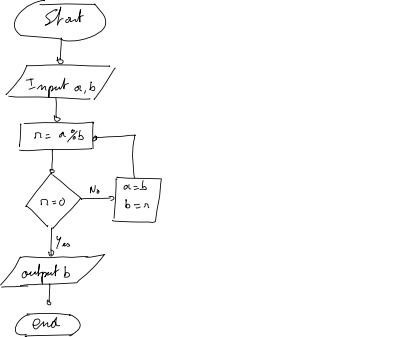 Start
Input a, b
r = a % b
r = 0
No
a = b
b = r
Yes
output b
end